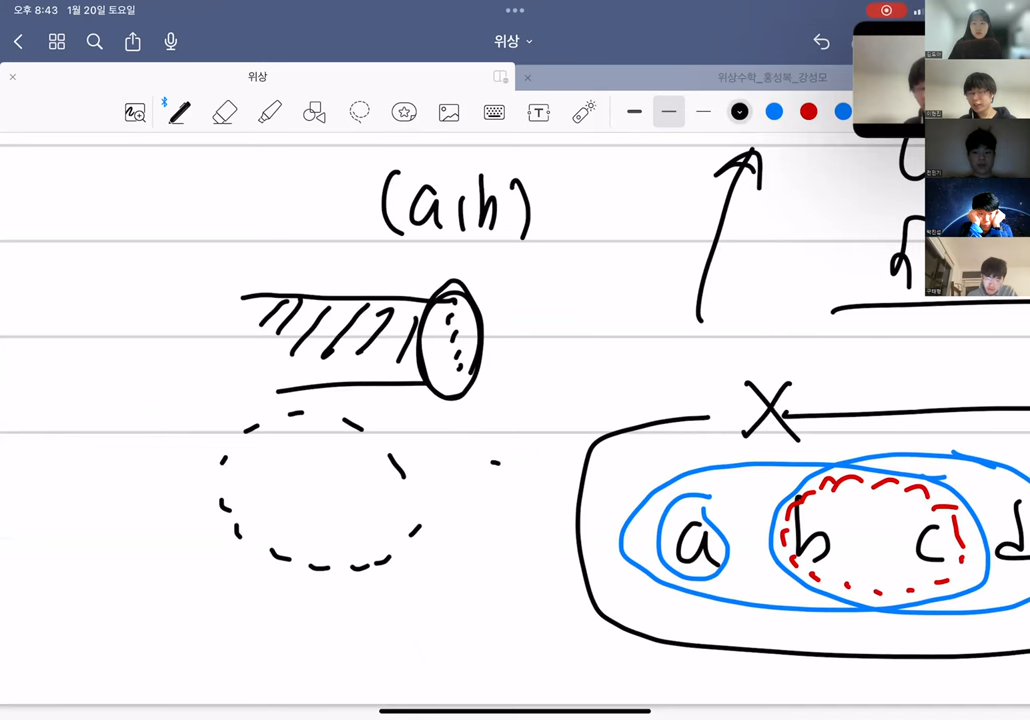 오후 8:43 1월 20일 토요일
위상
위상
위상수학_홍성복_강성모
(a, b)
X
a b c d